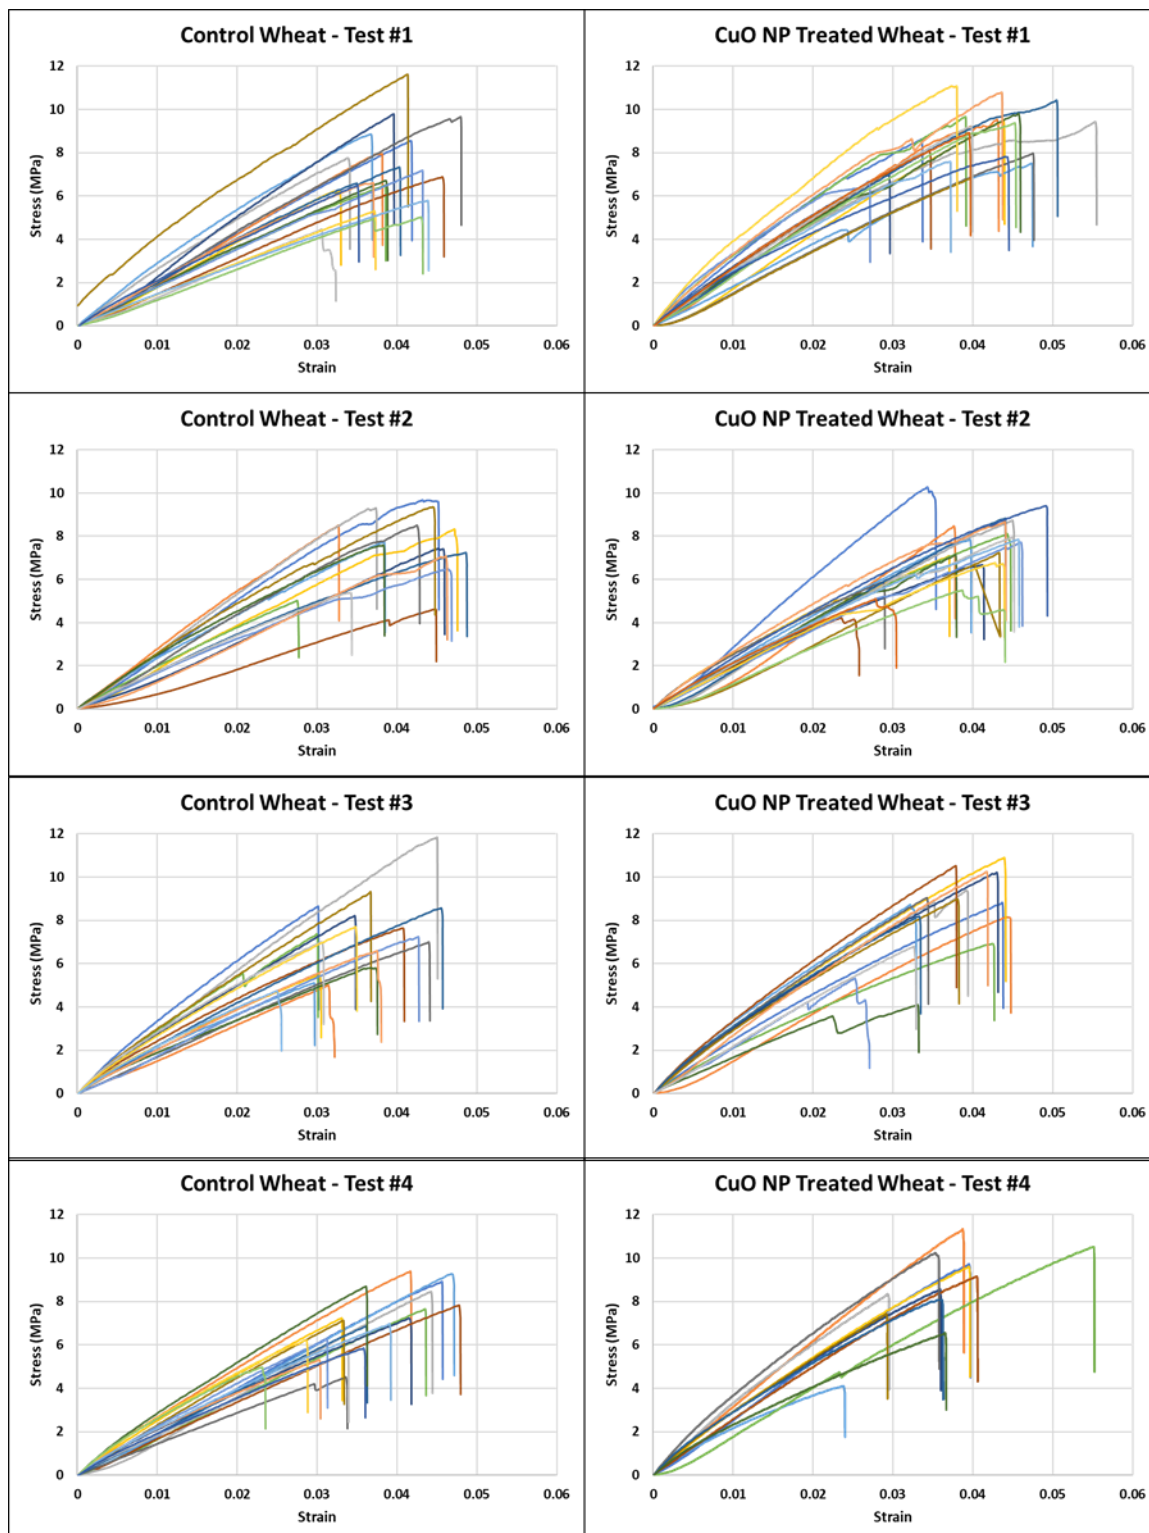 Control Wheat - Test #1
12
10
8
6
4
2
0
Stress (MPa)
0 0.01 0.02 0.03 0.04 0.05 0.06
Strain
CuO NP Treated Wheat - Test #1
12
10
8
6
4
2
0
Stress (MPa)
0 0.01 0.02 0.03 0.04 0.05 0.06
Strain
Control Wheat - Test #2
12
10
8
6
4
2
0
Stress (MPa)
0 0.01 0.02 0.03 0.04 0.05 0.06
Strain
CuO NP Treated Wheat - Test #2
12
10
8
6
4
2
0
Stress (MPa)
0 0.01 0.02 0.03 0.04 0.05 0.06
Strain
Control Wheat - Test #3
12
10
8
6
4
2
0
Stress (MPa)
0 0.01 0.02 0.03 0.04 0.05 0.06
Strain
CuO NP Treated Wheat - Test #3
12
10
8
6
4
2
0
Stress (MPa)
0 0.01 0.02 0.03 0.04 0.05 0.06
Strain
Control Wheat - Test #4
12
10
8
6
4
2
0
Stress (MPa)
0 0.01 0.02 0.03 0.04 0.05 0.06
Strain
CuO NP Treated Wheat - Test #4
12
10
8
6
4
2
0
Stress (MPa)
0 0.01 0.02 0.03 0.04 0.05 0.06
Strain